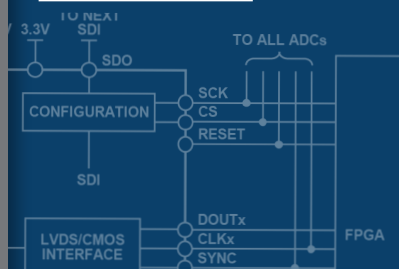 TO NEXT
3.3V SDI
TO ALL ADCs
SDO
SCK
CONFIGURATION
CS
RESET
SDI
DOUTx
LVDS/CMOS
INTERFACE
CLKx
FPGA
SYNC